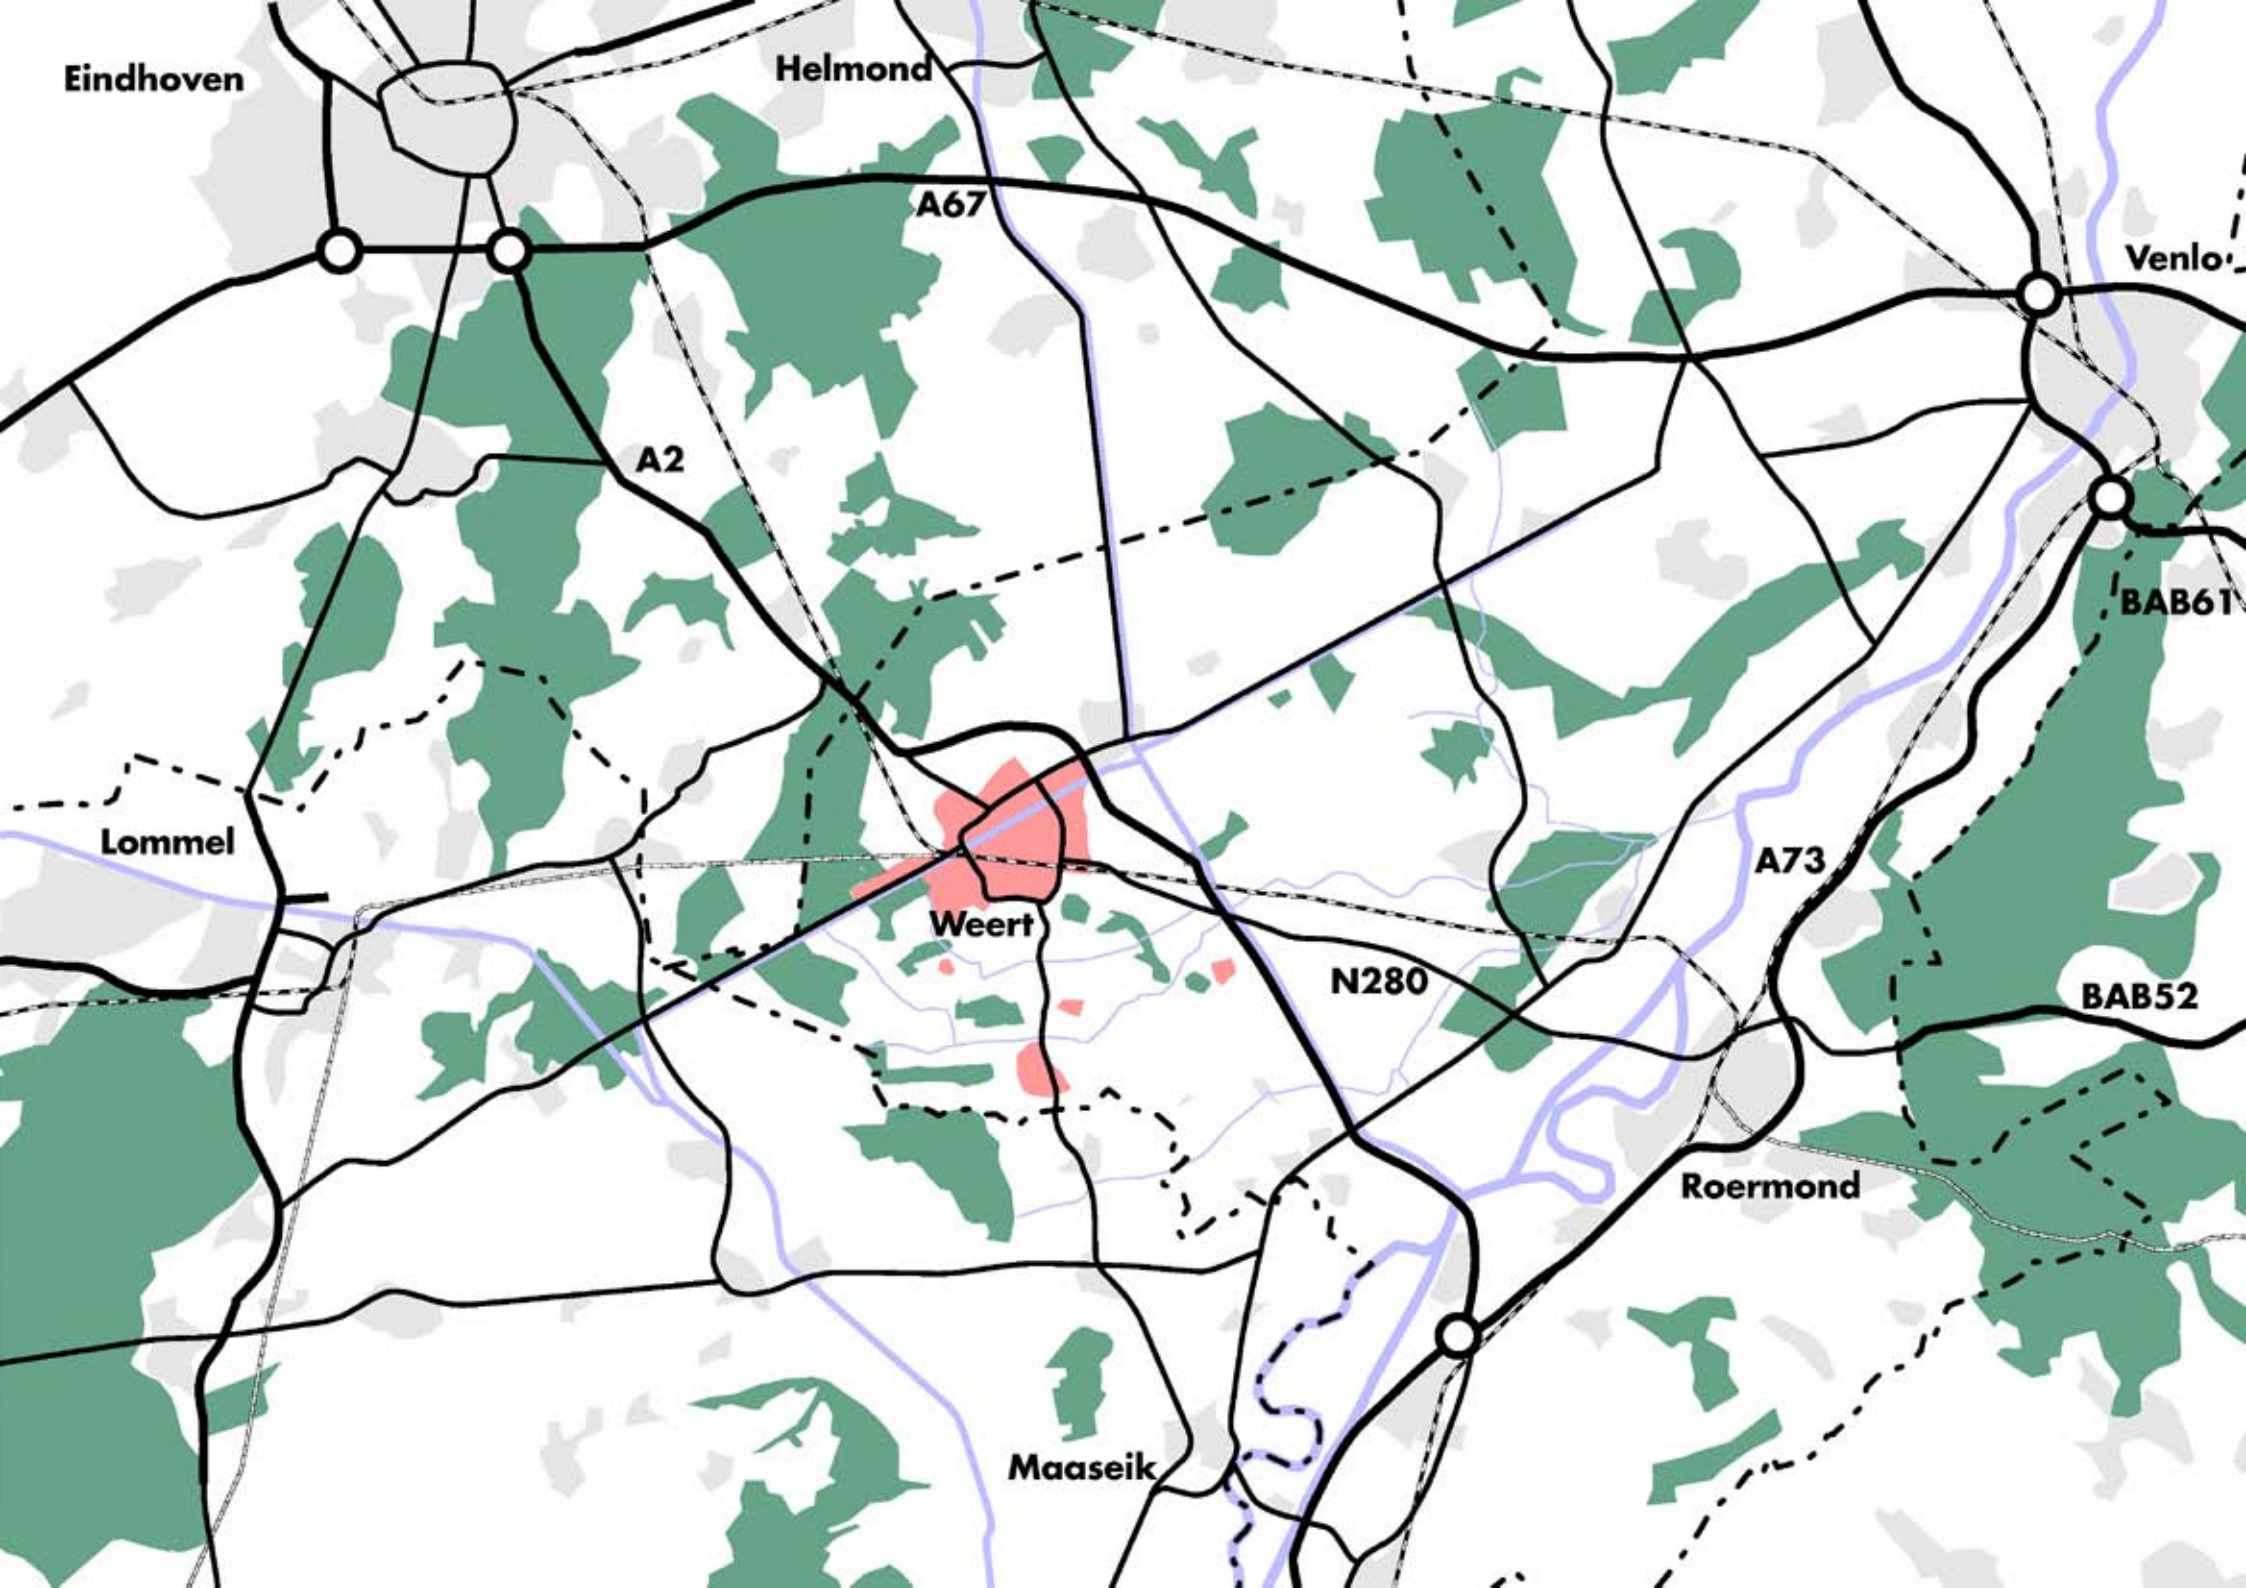 Eindhoven
Helmond
A67
Venlo
A2
BAB61
Lommel
A73
Weert
N280
BAB52
Roermond
Maaseik